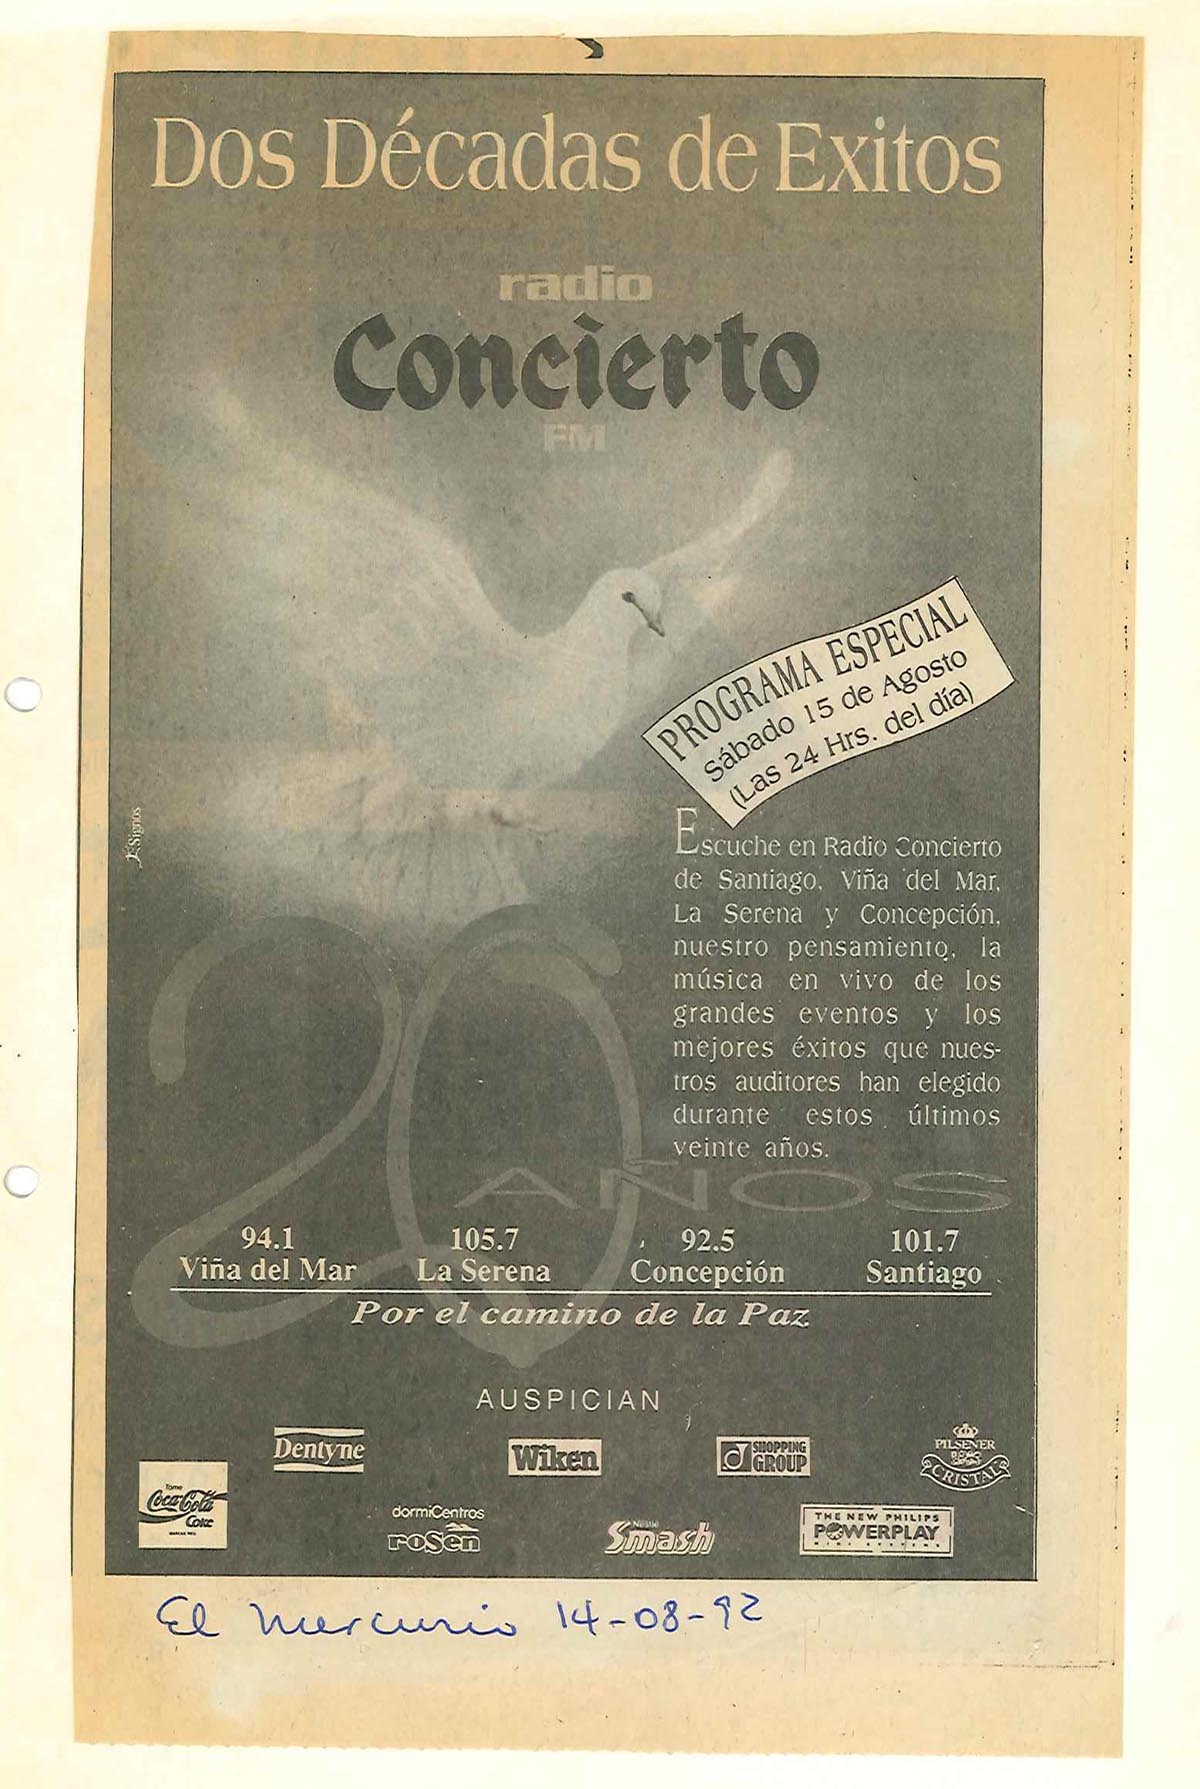 Dos Décadas de Exitos
radio
Concierto
FM
PROGRAMA ESPECIAL
Sábado 15 de Agosto
(Las 24 Hrs. del día)
Signos
Escuche en Radio Concierto
de Santiago, Viña del Mar,
La Serena y Concepción,
nuestro pensamiento, la
música en vivo de los
grandes eventos y los
mejores éxitos que nues-
tros auditores han elegido
durante estos últimos
veinte años.
20 AÑOS
94.1 105.7 92.5 101.7
Viña del Mar La Serena Concepción Santiago
Por el camino de la Paz
AUSPICIAN
Dentyne Wikén SHOPPING GROUP PILSENER CRISTAL
Tome Coca-Cola Coke
dormiCentros
rosen
Nestlé Smash
THE NEW PHILIPS
POWERPLAY
El Mercurio 14-08-92